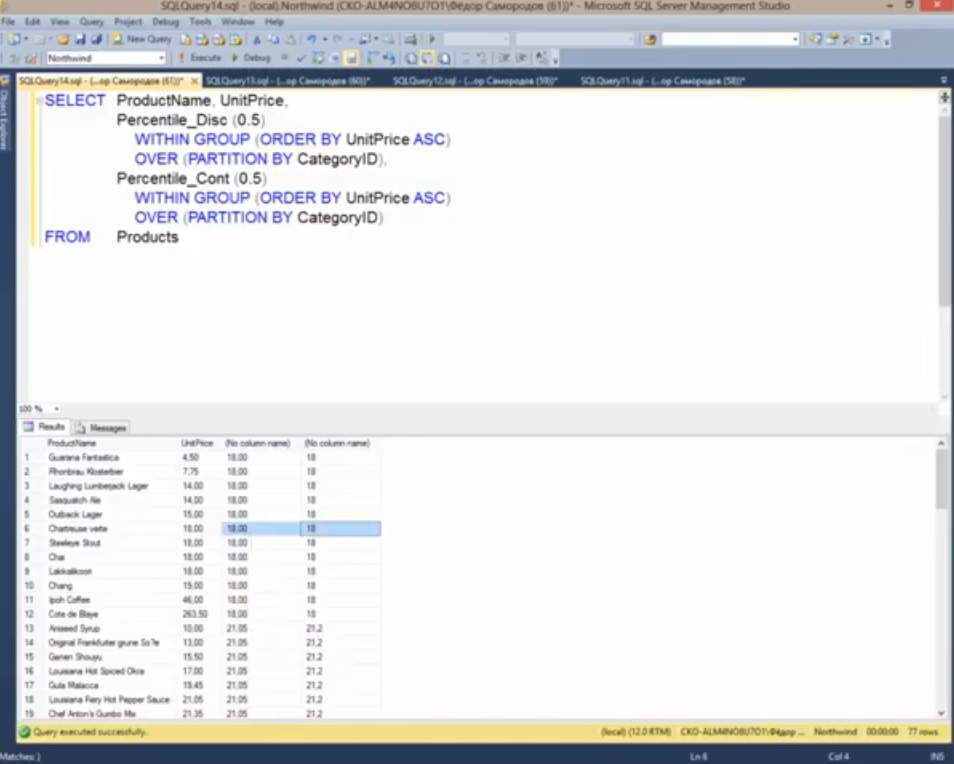 SQLQuery14.sql - (local).Northwind (CKO-ALM4NO8U7O1\Фёдор Самородов (61))* - Microsoft SQL Server Management Studio
File Edit View Query Project Debug Tools Window Help
New Query
Northwind Execute Debug
SQLQuery14.sql - (...ор Самородов (61))* × SQLQuery13.sql - (...ор Самородов (60))* SQLQuery12.sql - (...ор Самородов (59))* SQLQuery11.sql - (...ор Самородов (58))*
Object Explorer
SELECT ProductName, UnitPrice,
Percentile_Disc (0.5)
WITHIN GROUP (ORDER BY UnitPrice ASC)
OVER (PARTITION BY CategoryID),
Percentile_Cont (0.5)
WITHIN GROUP (ORDER BY UnitPrice ASC)
OVER (PARTITION BY CategoryID)
FROM Products
100 %
Results Messages
ProductName UnitPrice (No column name) (No column name)
1 Guarana Fantastica 4,50 18,00 18
2 Rhonbrau Klosterbier 7,75 18,00 18
3 Laughing Lumberjack Lager 14,00 18,00 18
4 Sasquatch Ale 14,00 18,00 18
5 Outback Lager 15,00 18,00 18
6 Chartreuse verte 18,00 18,00 18
7 Steeleye Stout 18,00 18,00 18
8 Chai 18,00 18,00 18
9 Lakkalikoori 18,00 18,00 18
10 Chang 19,00 18,00 18
11 Ipoh Coffee 46,00 18,00 18
12 Cote de Blaye 263,50 18,00 18
13 Aniseed Syrup 10,00 21,05 21,2
14 Original Frankfurter grune So?e 13,00 21,05 21,2
15 Genen Shouyu 15,50 21,05 21,2
16 Louisiana Hot Spiced Okra 17,00 21,05 21,2
17 Gula Malacca 19,45 21,05 21,2
18 Louisiana Fiery Hot Pepper Sauce 21,05 21,05 21,2
19 Chef Anton's Gumbo Mix 21,35 21,05 21,2
Query executed successfully. (local) (12.0 RTM) CKO-ALM4NO8U7O1\Фёдор ... Northwind 00:00:00 77 rows
Matches: ) Ln 6 Col 4 INS